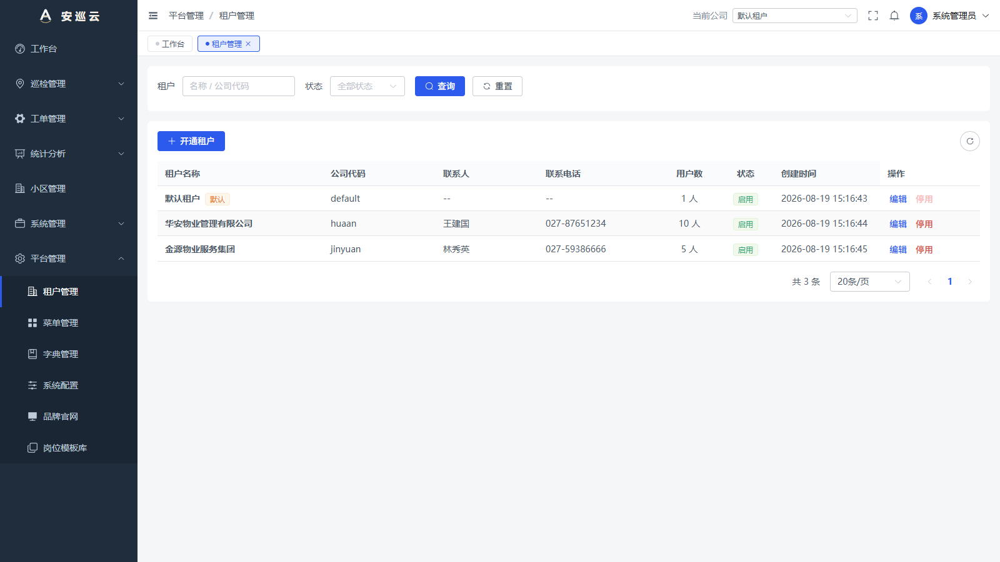 安巡云
平台管理 / 租户管理
当前公司 默认租户 系 系统管理员
工作台 租户管理
工作台
巡检管理
工单管理
统计分析
小区管理
系统管理
平台管理
租户管理
菜单管理
字典管理
系统配置
品牌官网
岗位模板库
租户 名称 / 公司代码 状态 全部状态 查询 重置
开通租户
租户名称 公司代码 联系人 联系电话 用户数 状态 创建时间 操作
默认租户 默认 default -- -- 1 人 启用 2026-08-19 15:16:43 编辑 停用
华安物业管理有限公司 huaan 王建国 027-87651234 10 人 启用 2026-08-19 15:16:44 编辑 停用
金源物业服务集团 jinyuan 林秀英 027-59386666 5 人 启用 2026-08-19 15:16:45 编辑 停用
共 3 条 20条/页 1